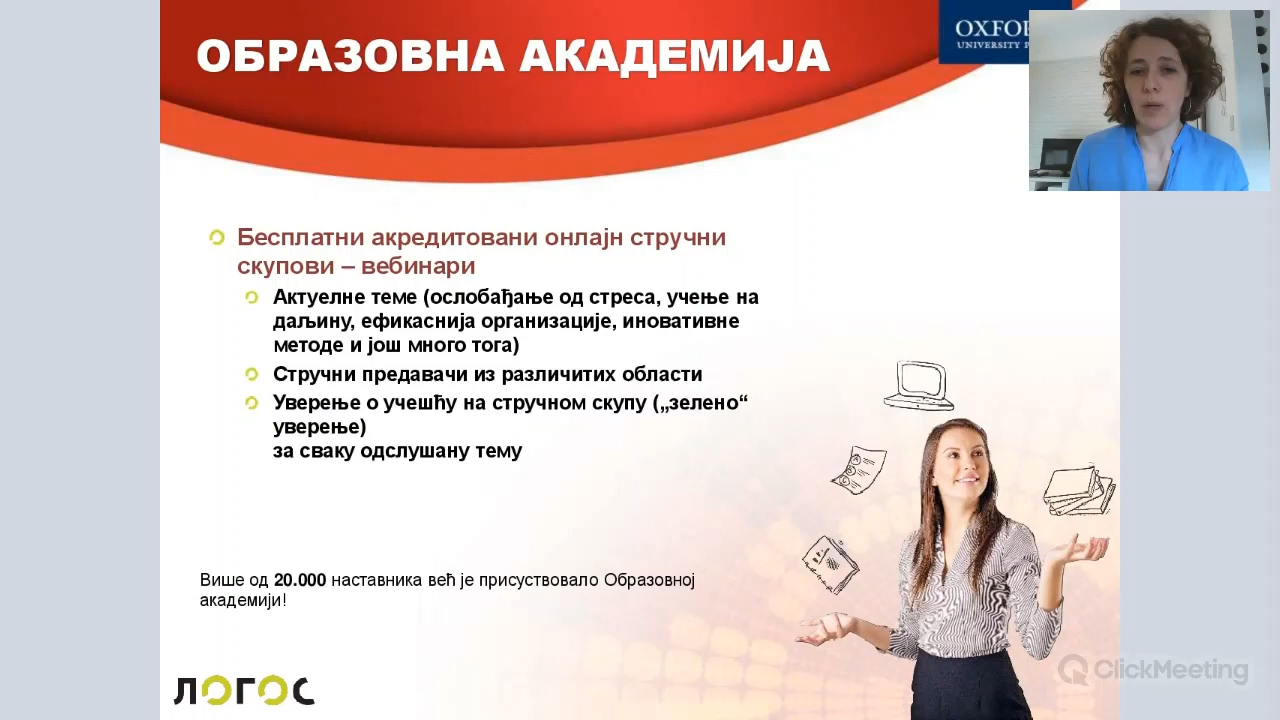 ОБРАЗОВНА АКАДЕМИЈА
OXFO
UNIVERSITY P
Бесплатни акредитовани онлајн стручни
скупови – вебинари
Актуелне теме (ослобађање од стреса, учење на
даљину, ефикаснија организације, иновативне
методе и још много тога)
Стручни предавачи из различитих области
Уверење о учешћу на стручном скупу („зелено“
уверење)
за сваку одслушану тему
Више од 20.000 наставника већ је присуствовало Образовној
академији!
ЛОГОС
ClickMeeting